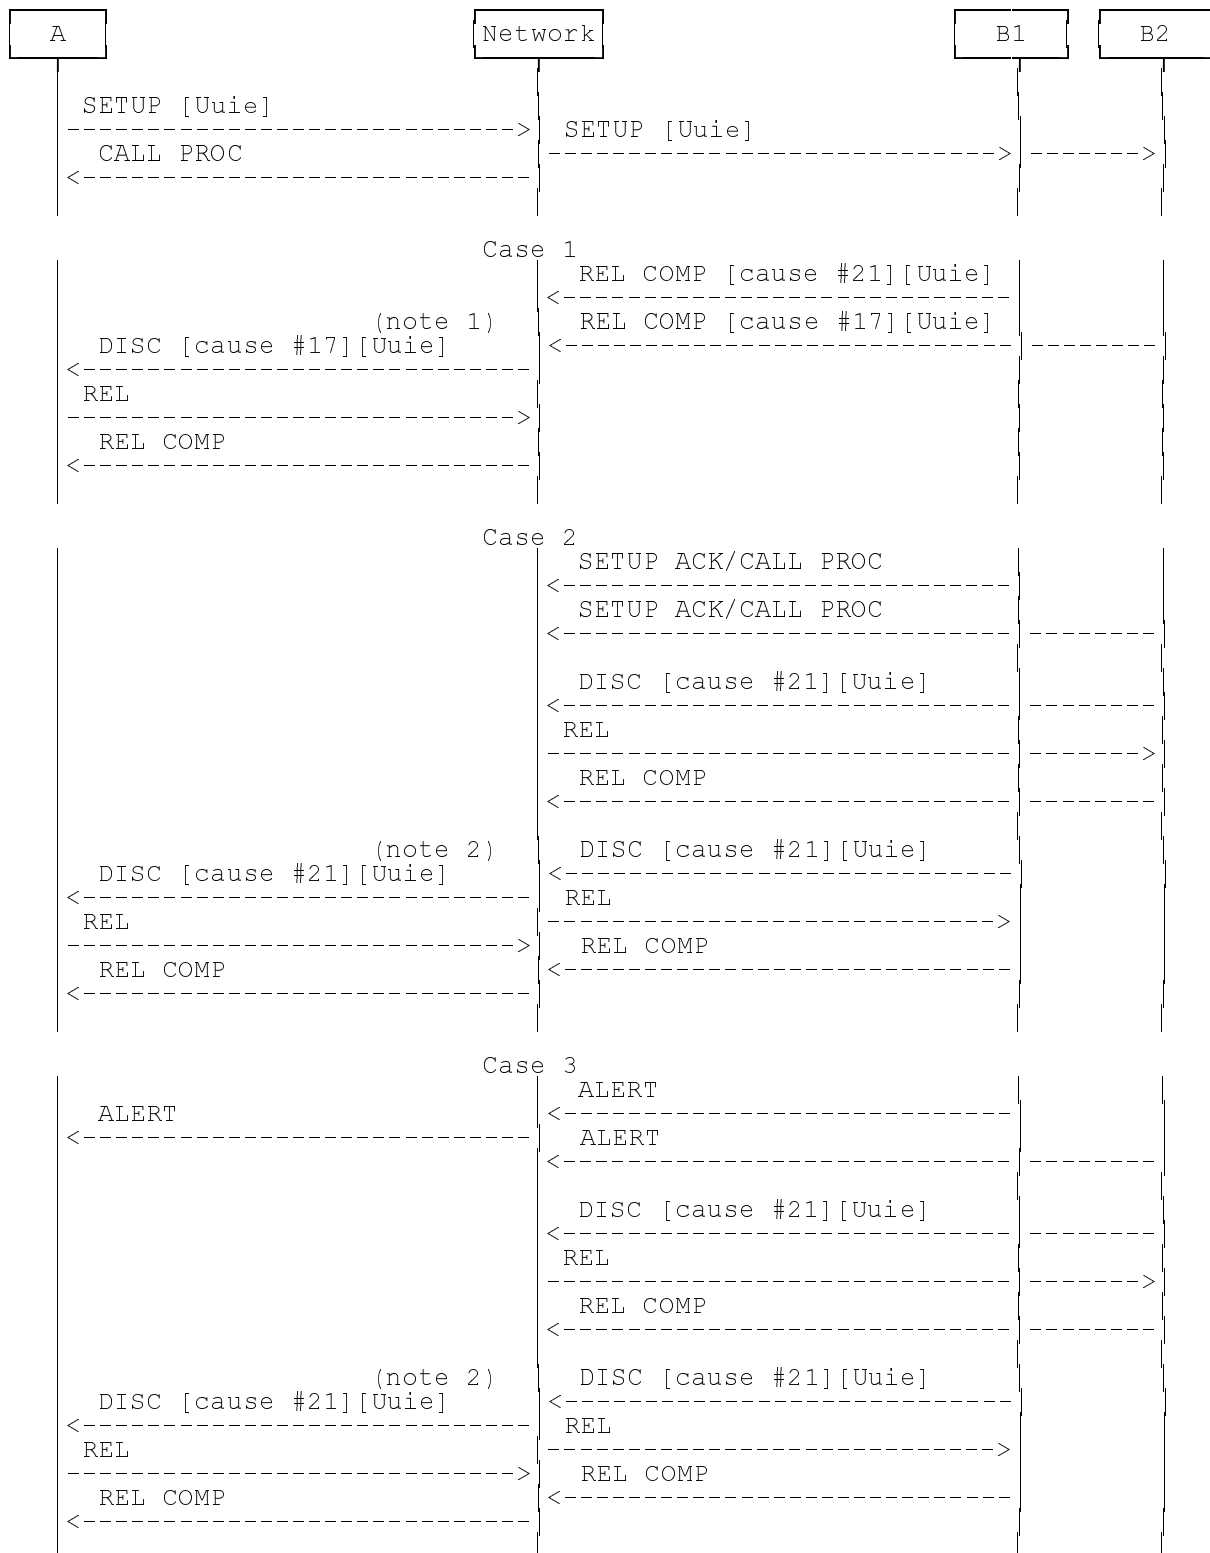 A Network B1 B2
SETUP [Uuie]
SETUP [Uuie]
CALL PROC
Case 1
REL COMP [cause #21][Uuie]
(note 1) REL COMP [cause #17][Uuie]
DISC [cause #17][Uuie]
REL
REL COMP
Case 2
SETUP ACK/CALL PROC
SETUP ACK/CALL PROC
DISC [cause #21][Uuie]
REL
REL COMP
(note 2) DISC [cause #21][Uuie]
DISC [cause #21][Uuie]
REL
REL
REL COMP
REL COMP
Case 3
ALERT
ALERT
ALERT
DISC [cause #21][Uuie]
REL
REL COMP
(note 2) DISC [cause #21][Uuie]
DISC [cause #21][Uuie]
REL
REL
REL COMP
REL COMP